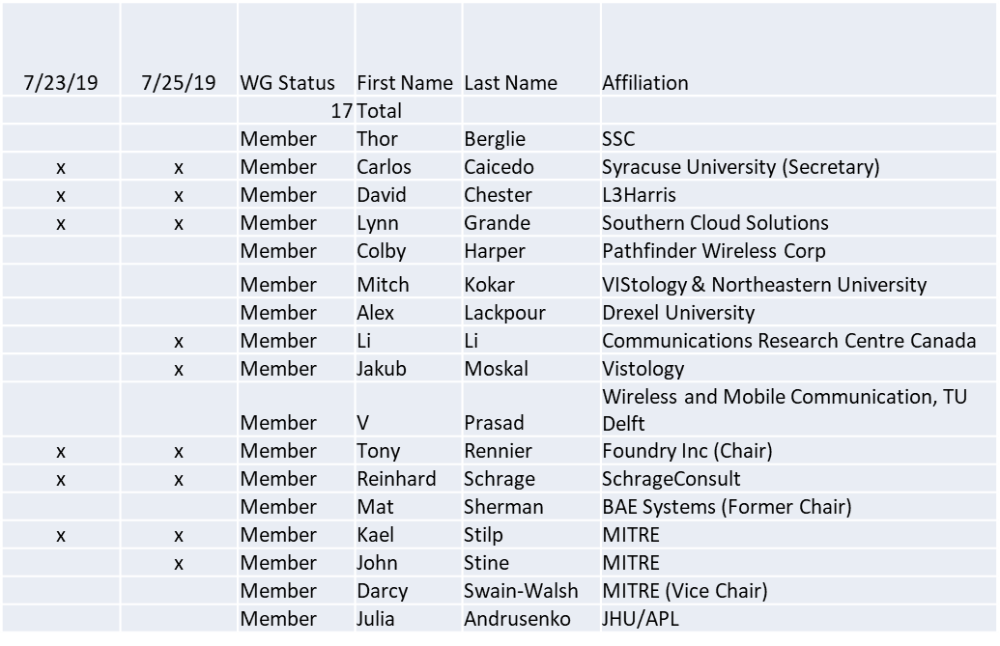 7/23/19 7/25/19 WG Status First Name Last Name Affiliation
17 Total
Member Thor Berglie SSC
x x Member Carlos Caicedo Syracuse University (Secretary)
x x Member David Chester L3Harris
x x Member Lynn Grande Southern Cloud Solutions
Member Colby Harper Pathfinder Wireless Corp
Member Mitch Kokar VIStology & Northeastern University
Member Alex Lackpour Drexel University
x Member Li Li Communications Research Centre Canada
x Member Jakub Moskal Vistology
Wireless and Mobile Communication, TU
Member V Prasad Delft
x x Member Tony Rennier Foundry Inc (Chair)
x x Member Reinhard Schrage SchrageConsult
Member Mat Sherman BAE Systems (Former Chair)
x x Member Kael Stilp MITRE
x Member John Stine MITRE
Member Darcy Swain-Walsh MITRE (Vice Chair)
Member Julia Andrusenko JHU/APL